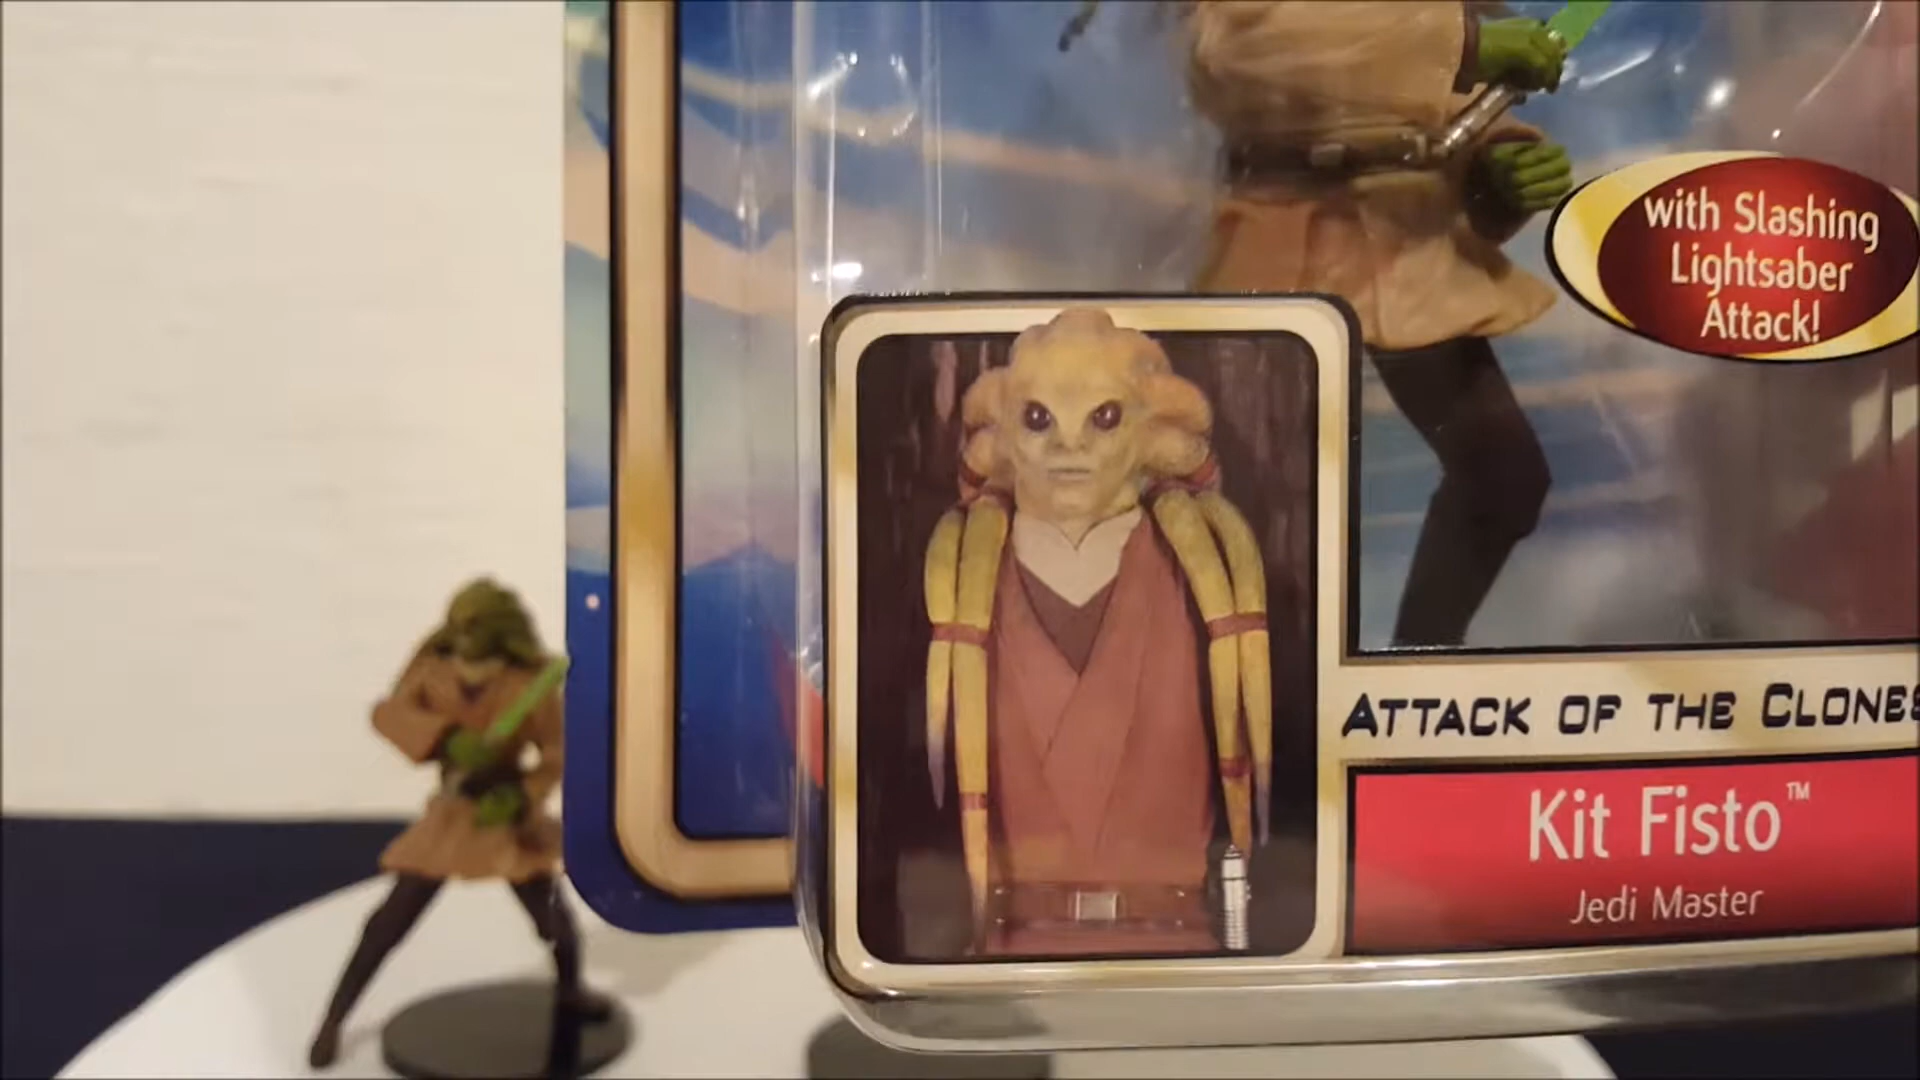 with Slashing
Lightsaber
Attack!
ATTACK OF THE CLONES
Kit Fisto™
Jedi Master